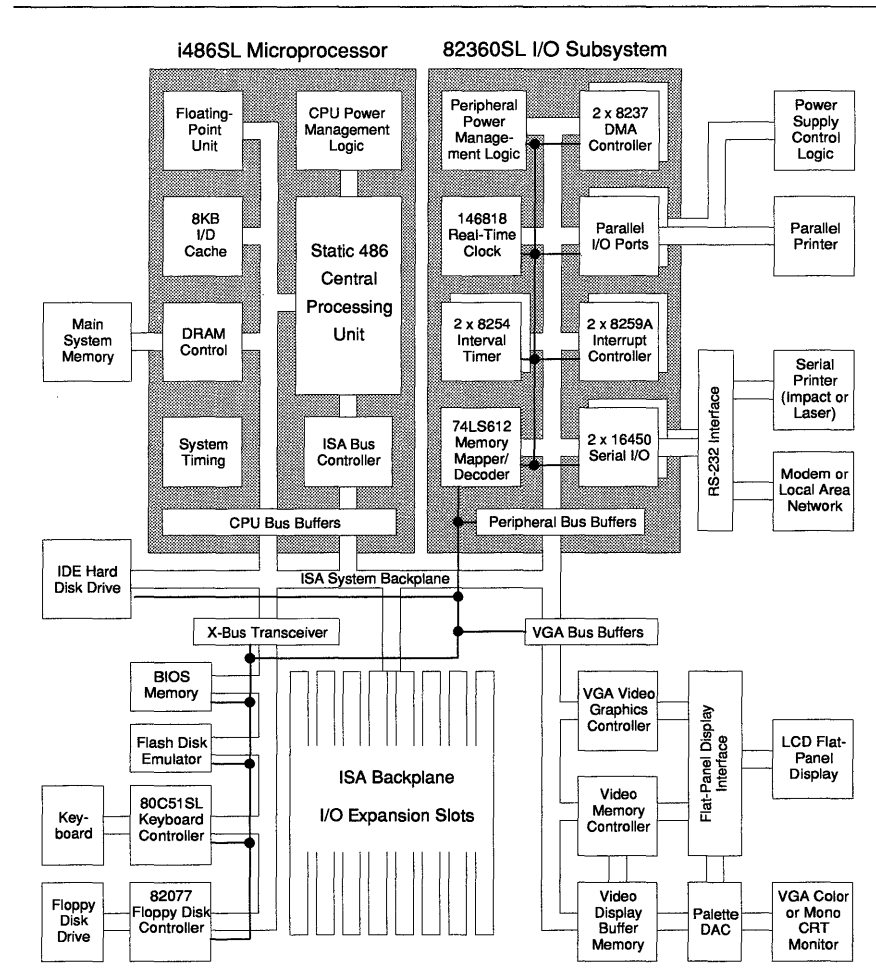 i486SL Microprocessor
82360SL I/O Subsystem
Floating-
Point
Unit
CPU Power
Management
Logic
Peripheral
Power
Manage-
ment Logic
2 x 8237
DMA
Controller
Power
Supply
Control
Logic
8KB
I/D
Cache
Static 486
Central
Processing
Unit
146818
Real-Time
Clock
Parallel
I/O Ports
Parallel
Printer
Main
System
Memory
DRAM
Control
2 x 8254
Interval
Timer
2 x 8259A
Interrupt
Controller
RS-232 Interface
Serial
Printer
(Impact or
Laser)
System
Timing
ISA Bus
Controller
74LS612
Memory
Mapper/
Decoder
2 x 16450
Serial I/O
Modem or
Local Area
Network
CPU Bus Buffers
Peripheral Bus Buffers
IDE Hard
Disk Drive
ISA System Backplane
X-Bus Transceiver
VGA Bus Buffers
BIOS
Memory
Flash Disk
Emulator
Key-
board
80C51SL
Keyboard
Controller
Floppy
Disk
Drive
82077
Floppy Disk
Controller
ISA Backplane
I/O Expansion Slots
VGA Video
Graphics
Controller
Flat-Panel Display
Interface
LCD Flat-
Panel
Display
Video
Memory
Controller
Video
Display
Buffer
Memory
Palette
DAC
VGA Color
or Mono
CRT
Monitor